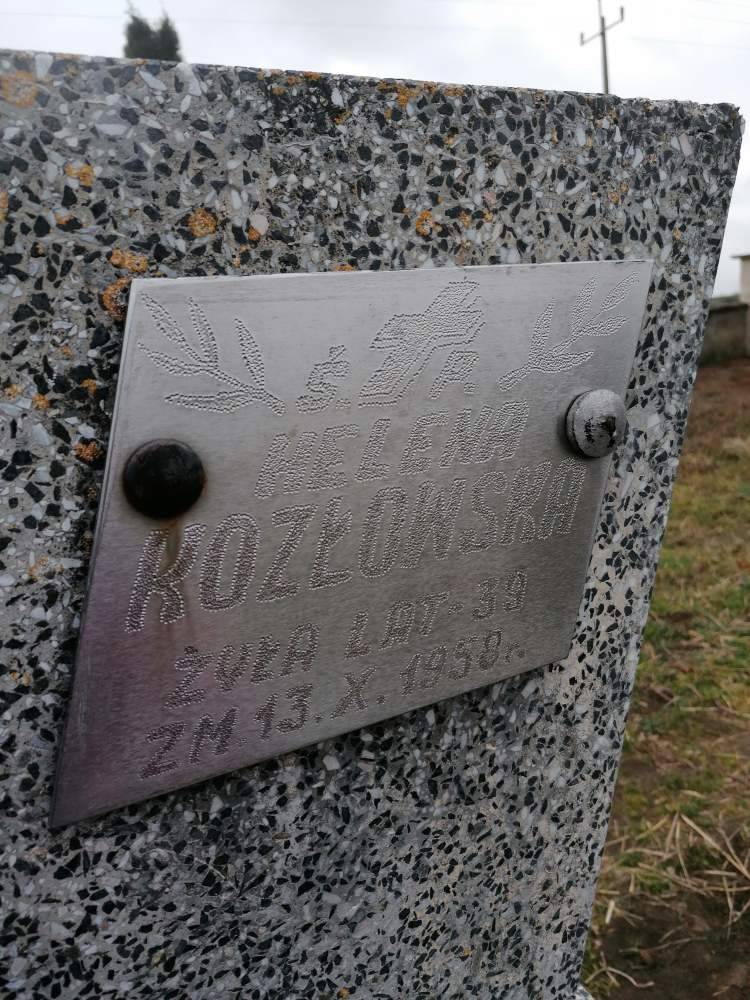 Ś. P.
HELENA
KOZŁOWSKA
ŻYŁA LAT-39
ZM. 13. X. 1958 r.